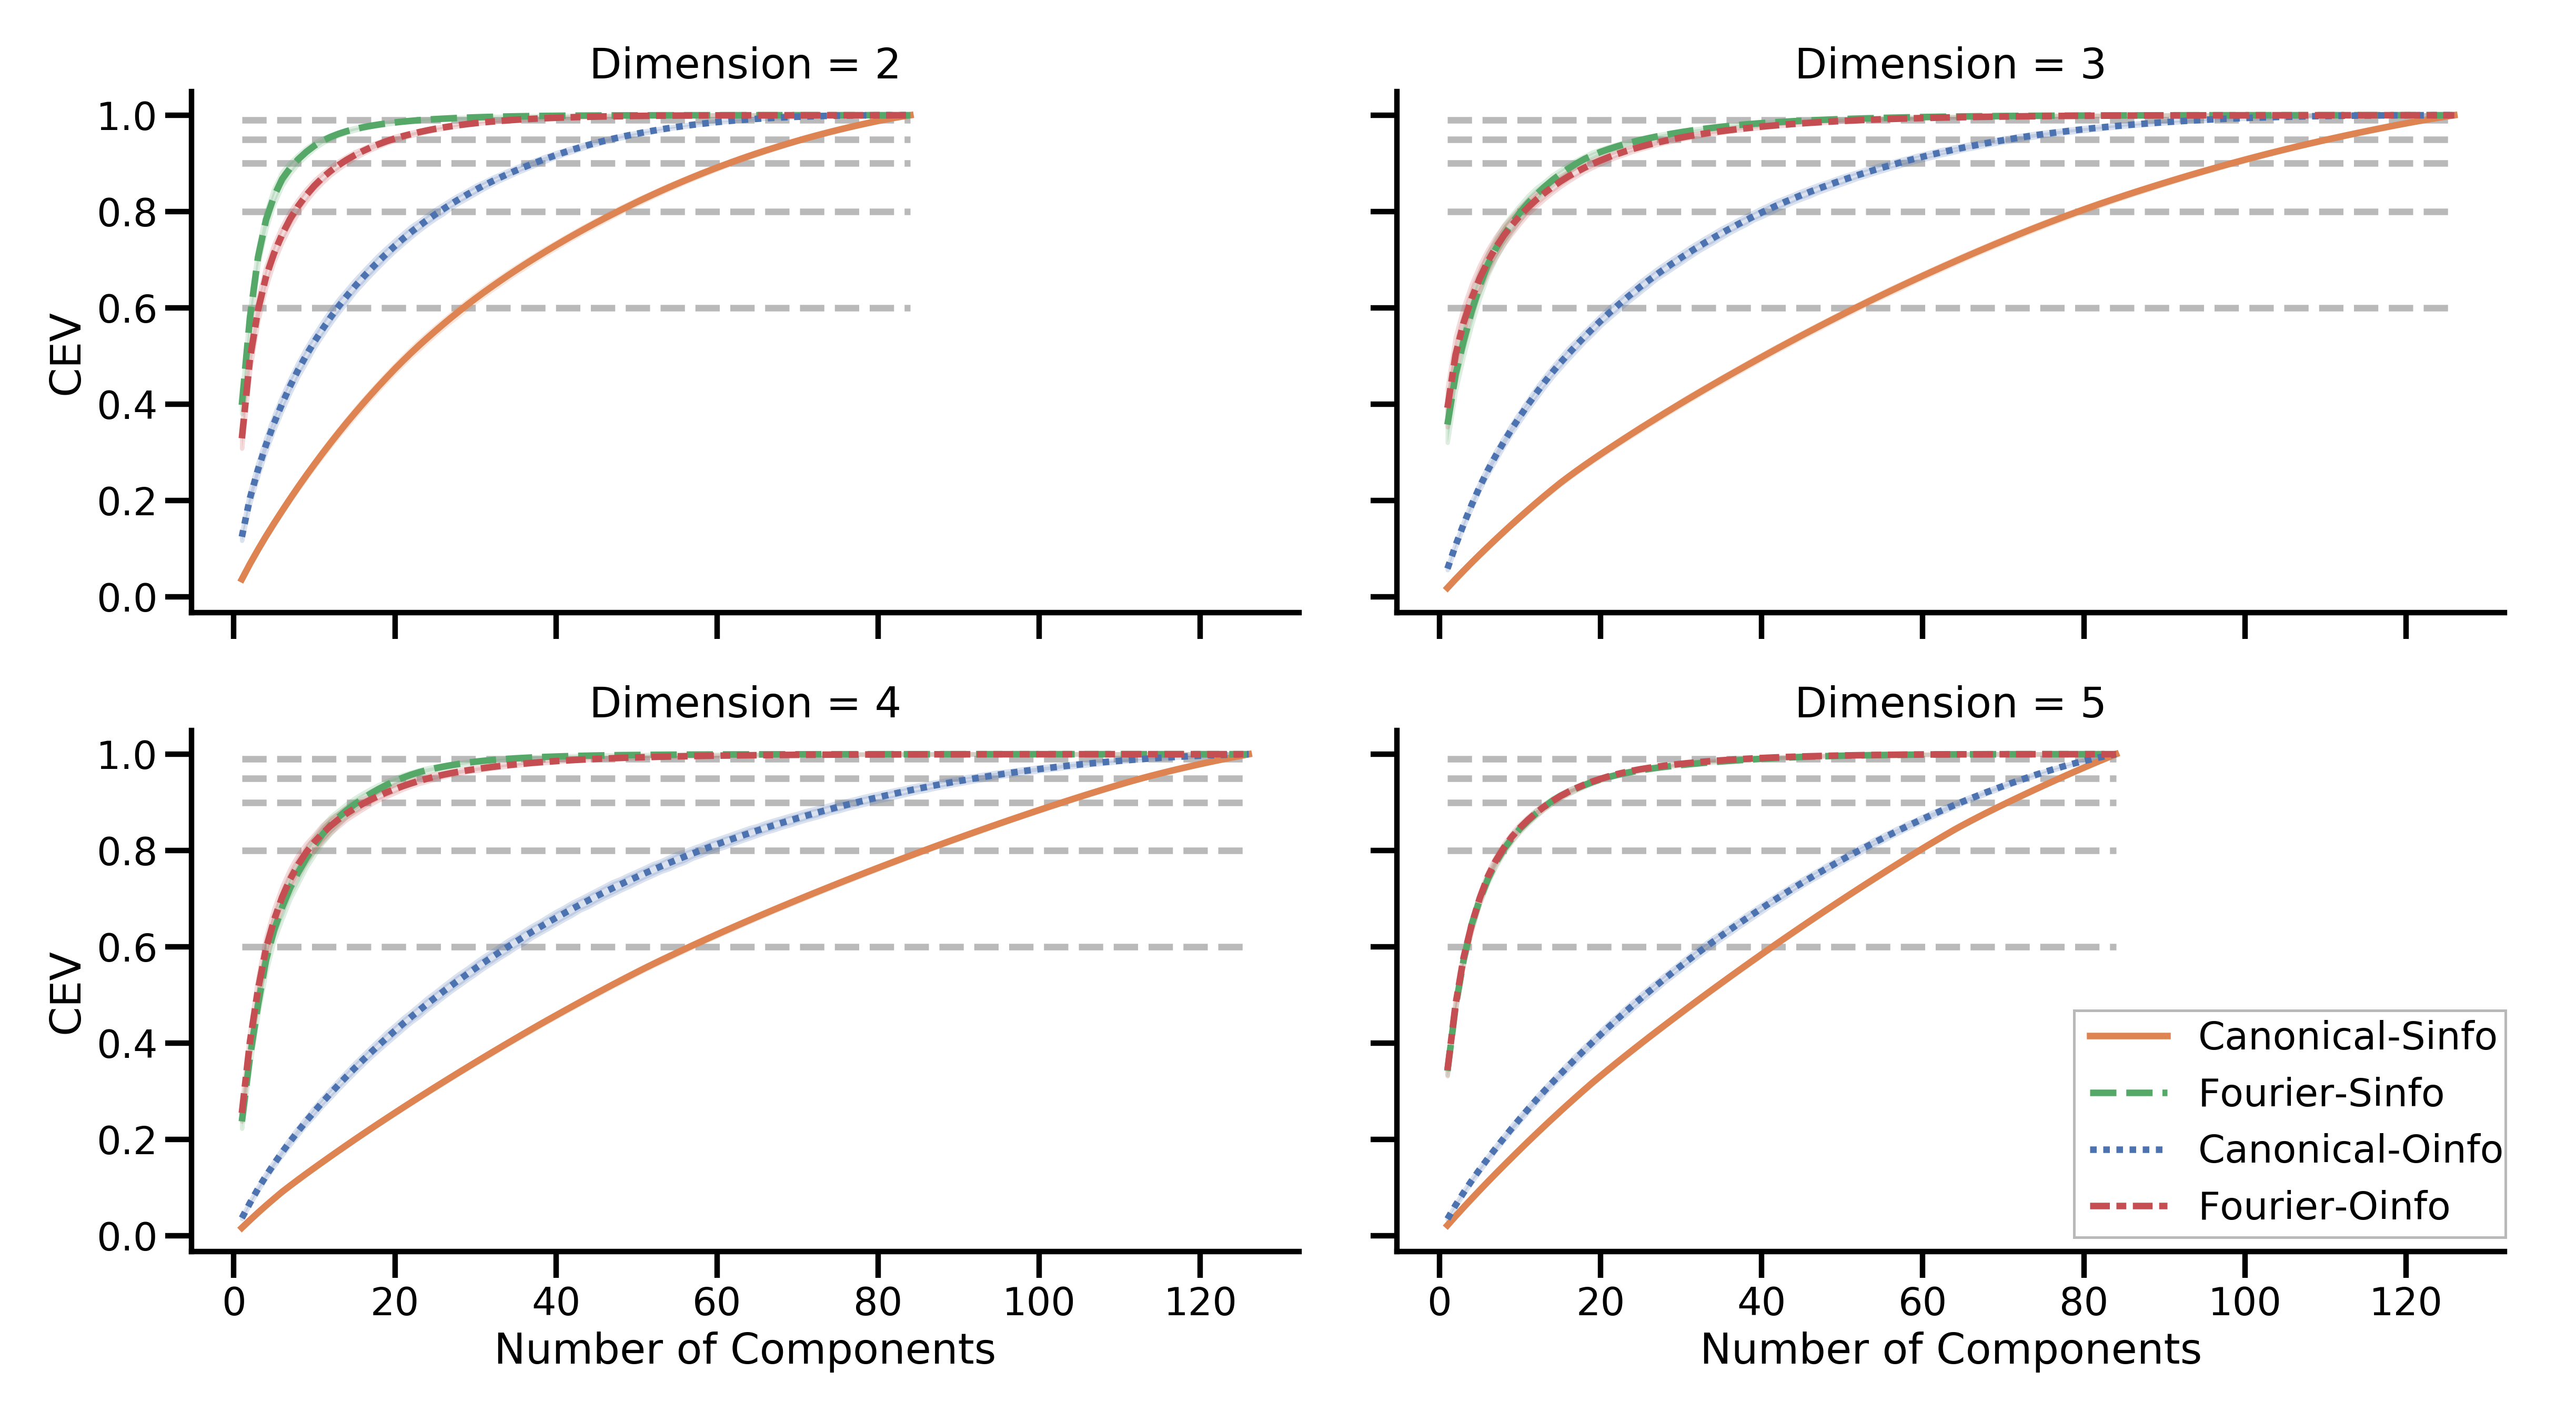 Dimension = 2
Dimension = 3
1.0
0.8
0.6
0.4
0.2
0.0
CEV
Dimension = 4
Dimension = 5
1.0
0.8
0.6
0.4
0.2
0.0
CEV
Canonical-Sinfo
Fourier-Sinfo
Canonical-Oinfo
Fourier-Oinfo
0 20 40 60 80 100 120
0 20 40 60 80 100 120
Number of Components
Number of Components